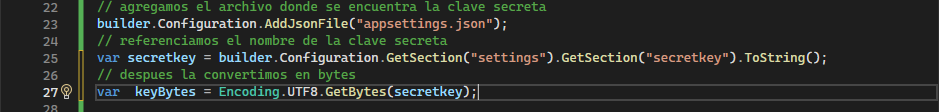 22 // agregamos el archivo donde se encuentra la clave secreta
23 builder.Configuration.AddJsonFile("appsettings.json");
24 // referenciamos el nombre de la clave secreta
25 var secretkey = builder.Configuration.GetSection("settings").GetSection("secretkey").ToString();
26 // despues la convertimos en bytes
27 var  keyBytes = Encoding.UTF8.GetBytes(secretkey);
28